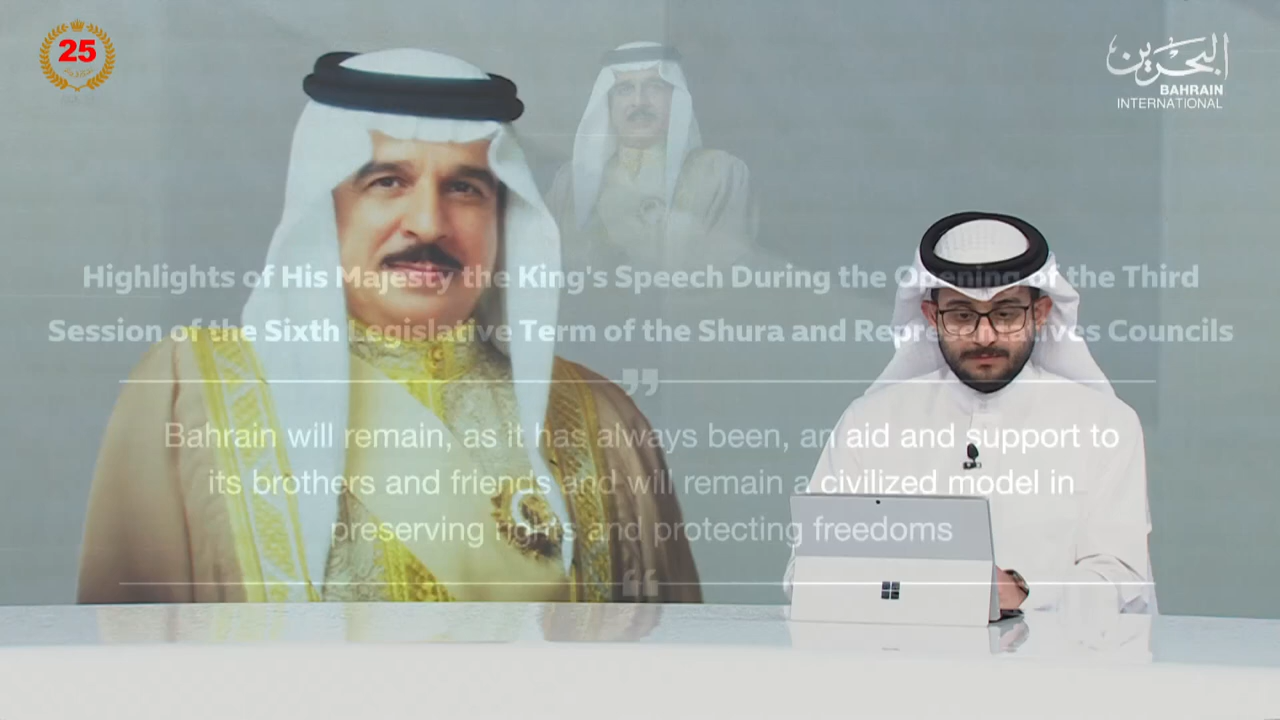 25
البحرين
BAHRAIN
INTERNATIONAL
Highlights of His Majesty the King's Speech During the Opening of the Third
Session of the Sixth Legislative Term of the Shura and Representatives Councils
Bahrain will remain, as it has always been, an aid and support to
its brothers and friends and will remain a civilized model in
preserving rights and protecting freedoms